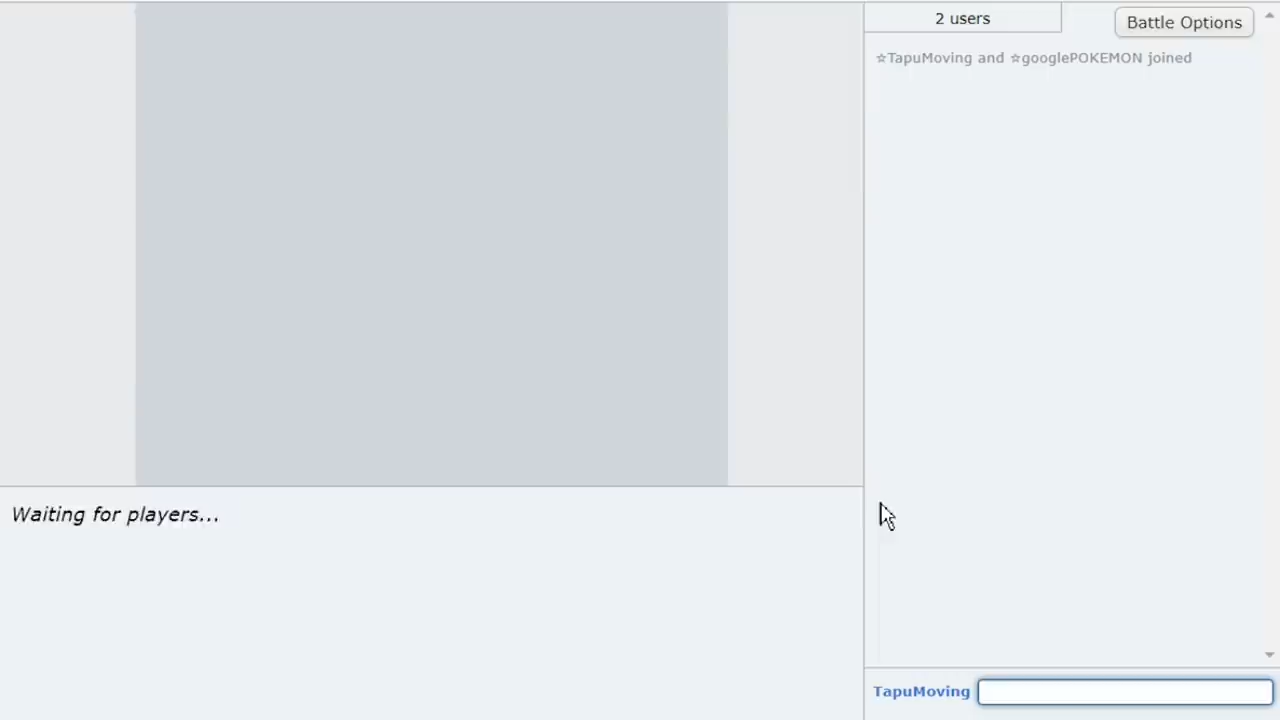 2 users
Battle Options
☆TapuMoving and ☆googlePOKEMON joined
Waiting for players...
TapuMoving